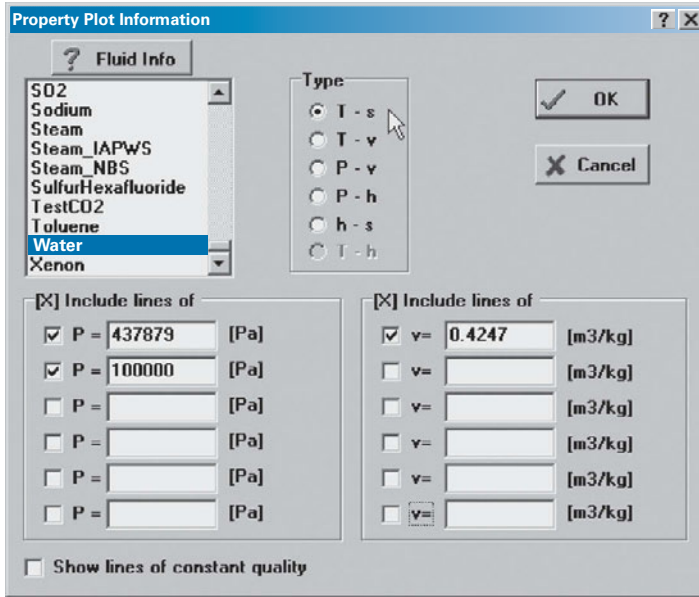 Property Plot Information
? X
? Fluid Info
SO2
Sodium
Steam
Steam_IAPWS
Steam_NBS
SulfurHexafluoride
TestCO2
Toluene
Water
Xenon
Type
T - s
T - v
P - v
P - h
h - s
T - h
OK
Cancel
[X] Include lines of
P = 437879 [Pa]
P = 100000 [Pa]
P = [Pa]
P = [Pa]
P = [Pa]
P = [Pa]
[X] Include lines of
v= 0.4247 [m3/kg]
v= [m3/kg]
v= [m3/kg]
v= [m3/kg]
v= [m3/kg]
v= [m3/kg]
Show lines of constant quality